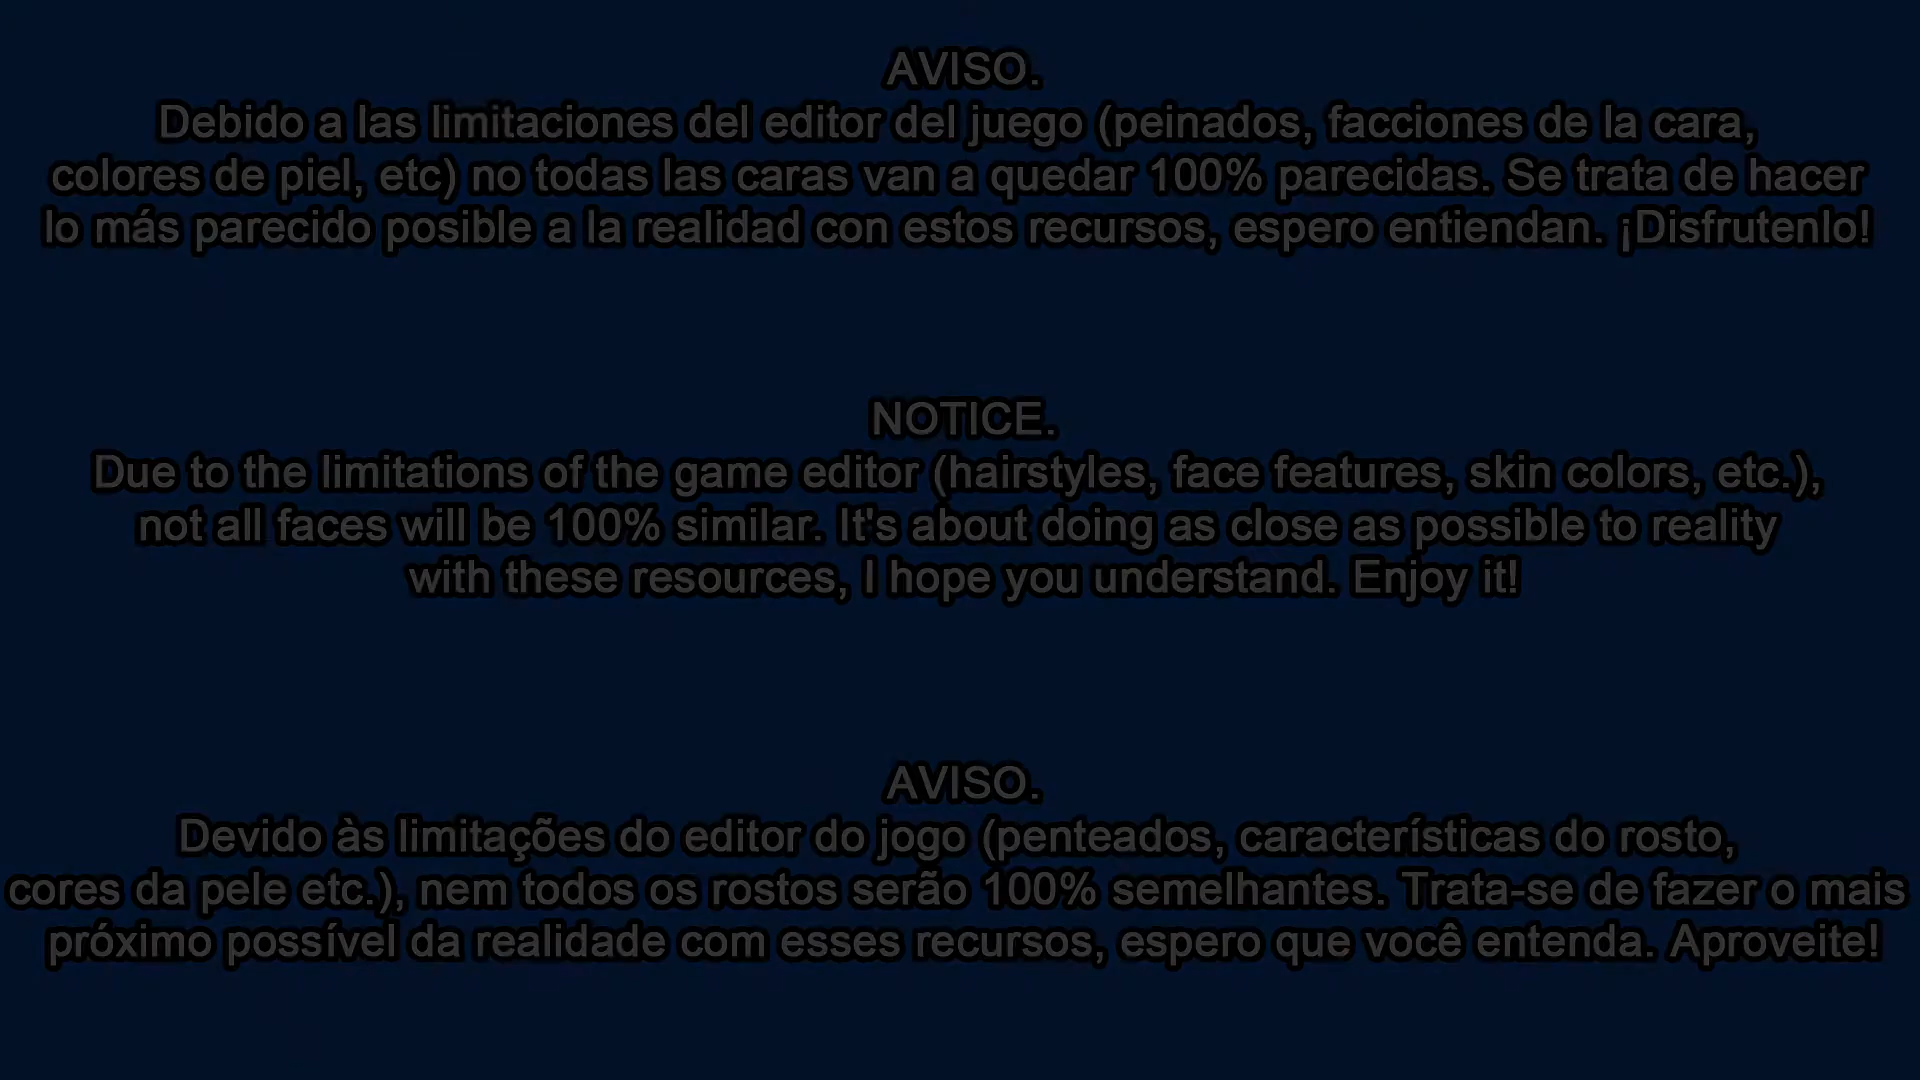 AVISO.
Debido a las limitaciones del editor del juego (peinados, facciones de la cara,
colores de piel, etc) no todas las caras van a quedar 100% parecidas. Se trata de hacer
lo más parecido posible a la realidad con estos recursos, espero entiendan. ¡Disfrutenlo!
NOTICE.
Due to the limitations of the game editor (hairstyles, face features, skin colors, etc.),
not all faces will be 100% similar. It's about doing as close as possible to reality
with these resources, I hope you understand. Enjoy it!
AVISO.
Devido às limitações do editor do jogo (penteados, características do rosto,
cores da pele etc.), nem todos os rostos serão 100% semelhantes. Trata-se de fazer o mais
próximo possível da realidade com esses recursos, espero que você entenda. Aproveite!